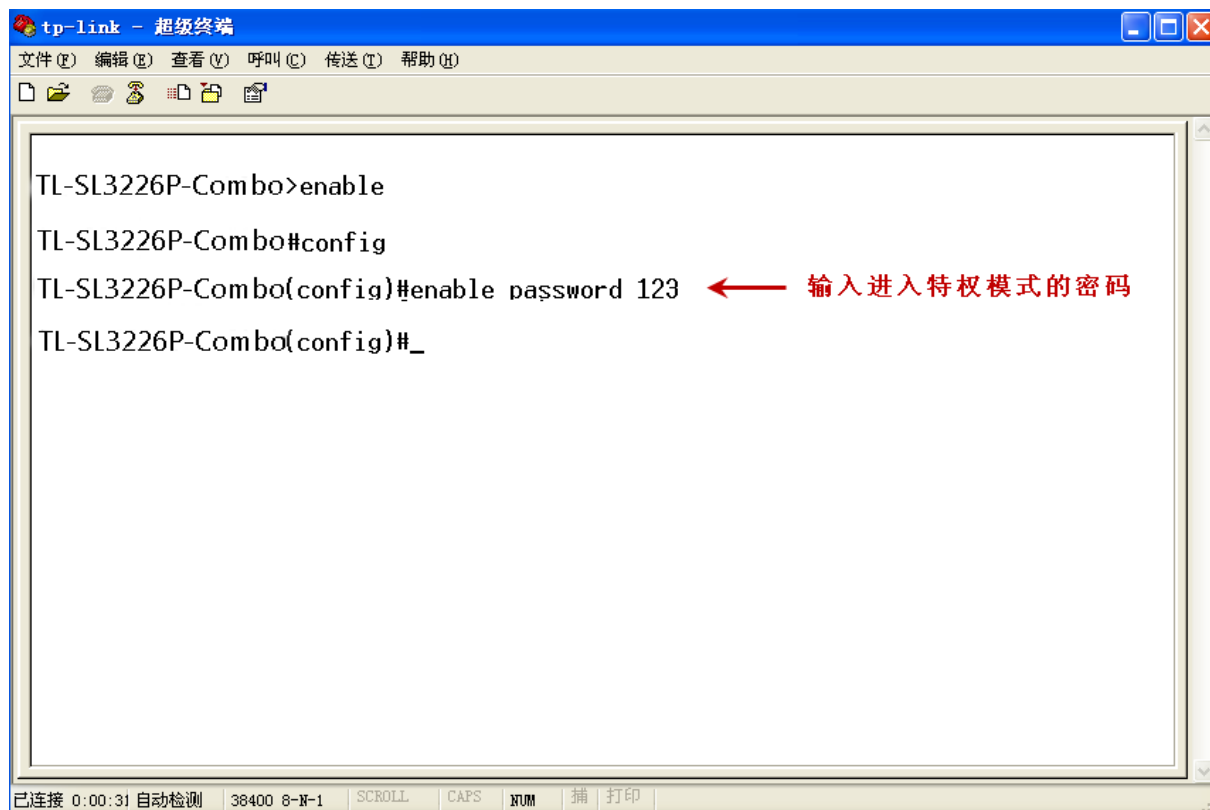 tp-link - 超级终端
文件(F) 编辑(E) 查看(V) 呼叫(C) 传送(T) 帮助(H)
TL-SL3226P-Combo>enable
TL-SL3226P-Combo#config
TL-SL3226P-Combo(config)#enable password 123 输入进入特权模式的密码
TL-SL3226P-Combo(config)#_
已连接 0:00:31 自动检测 38400 8-N-1 SCROLL CAPS NUM 捕 打印